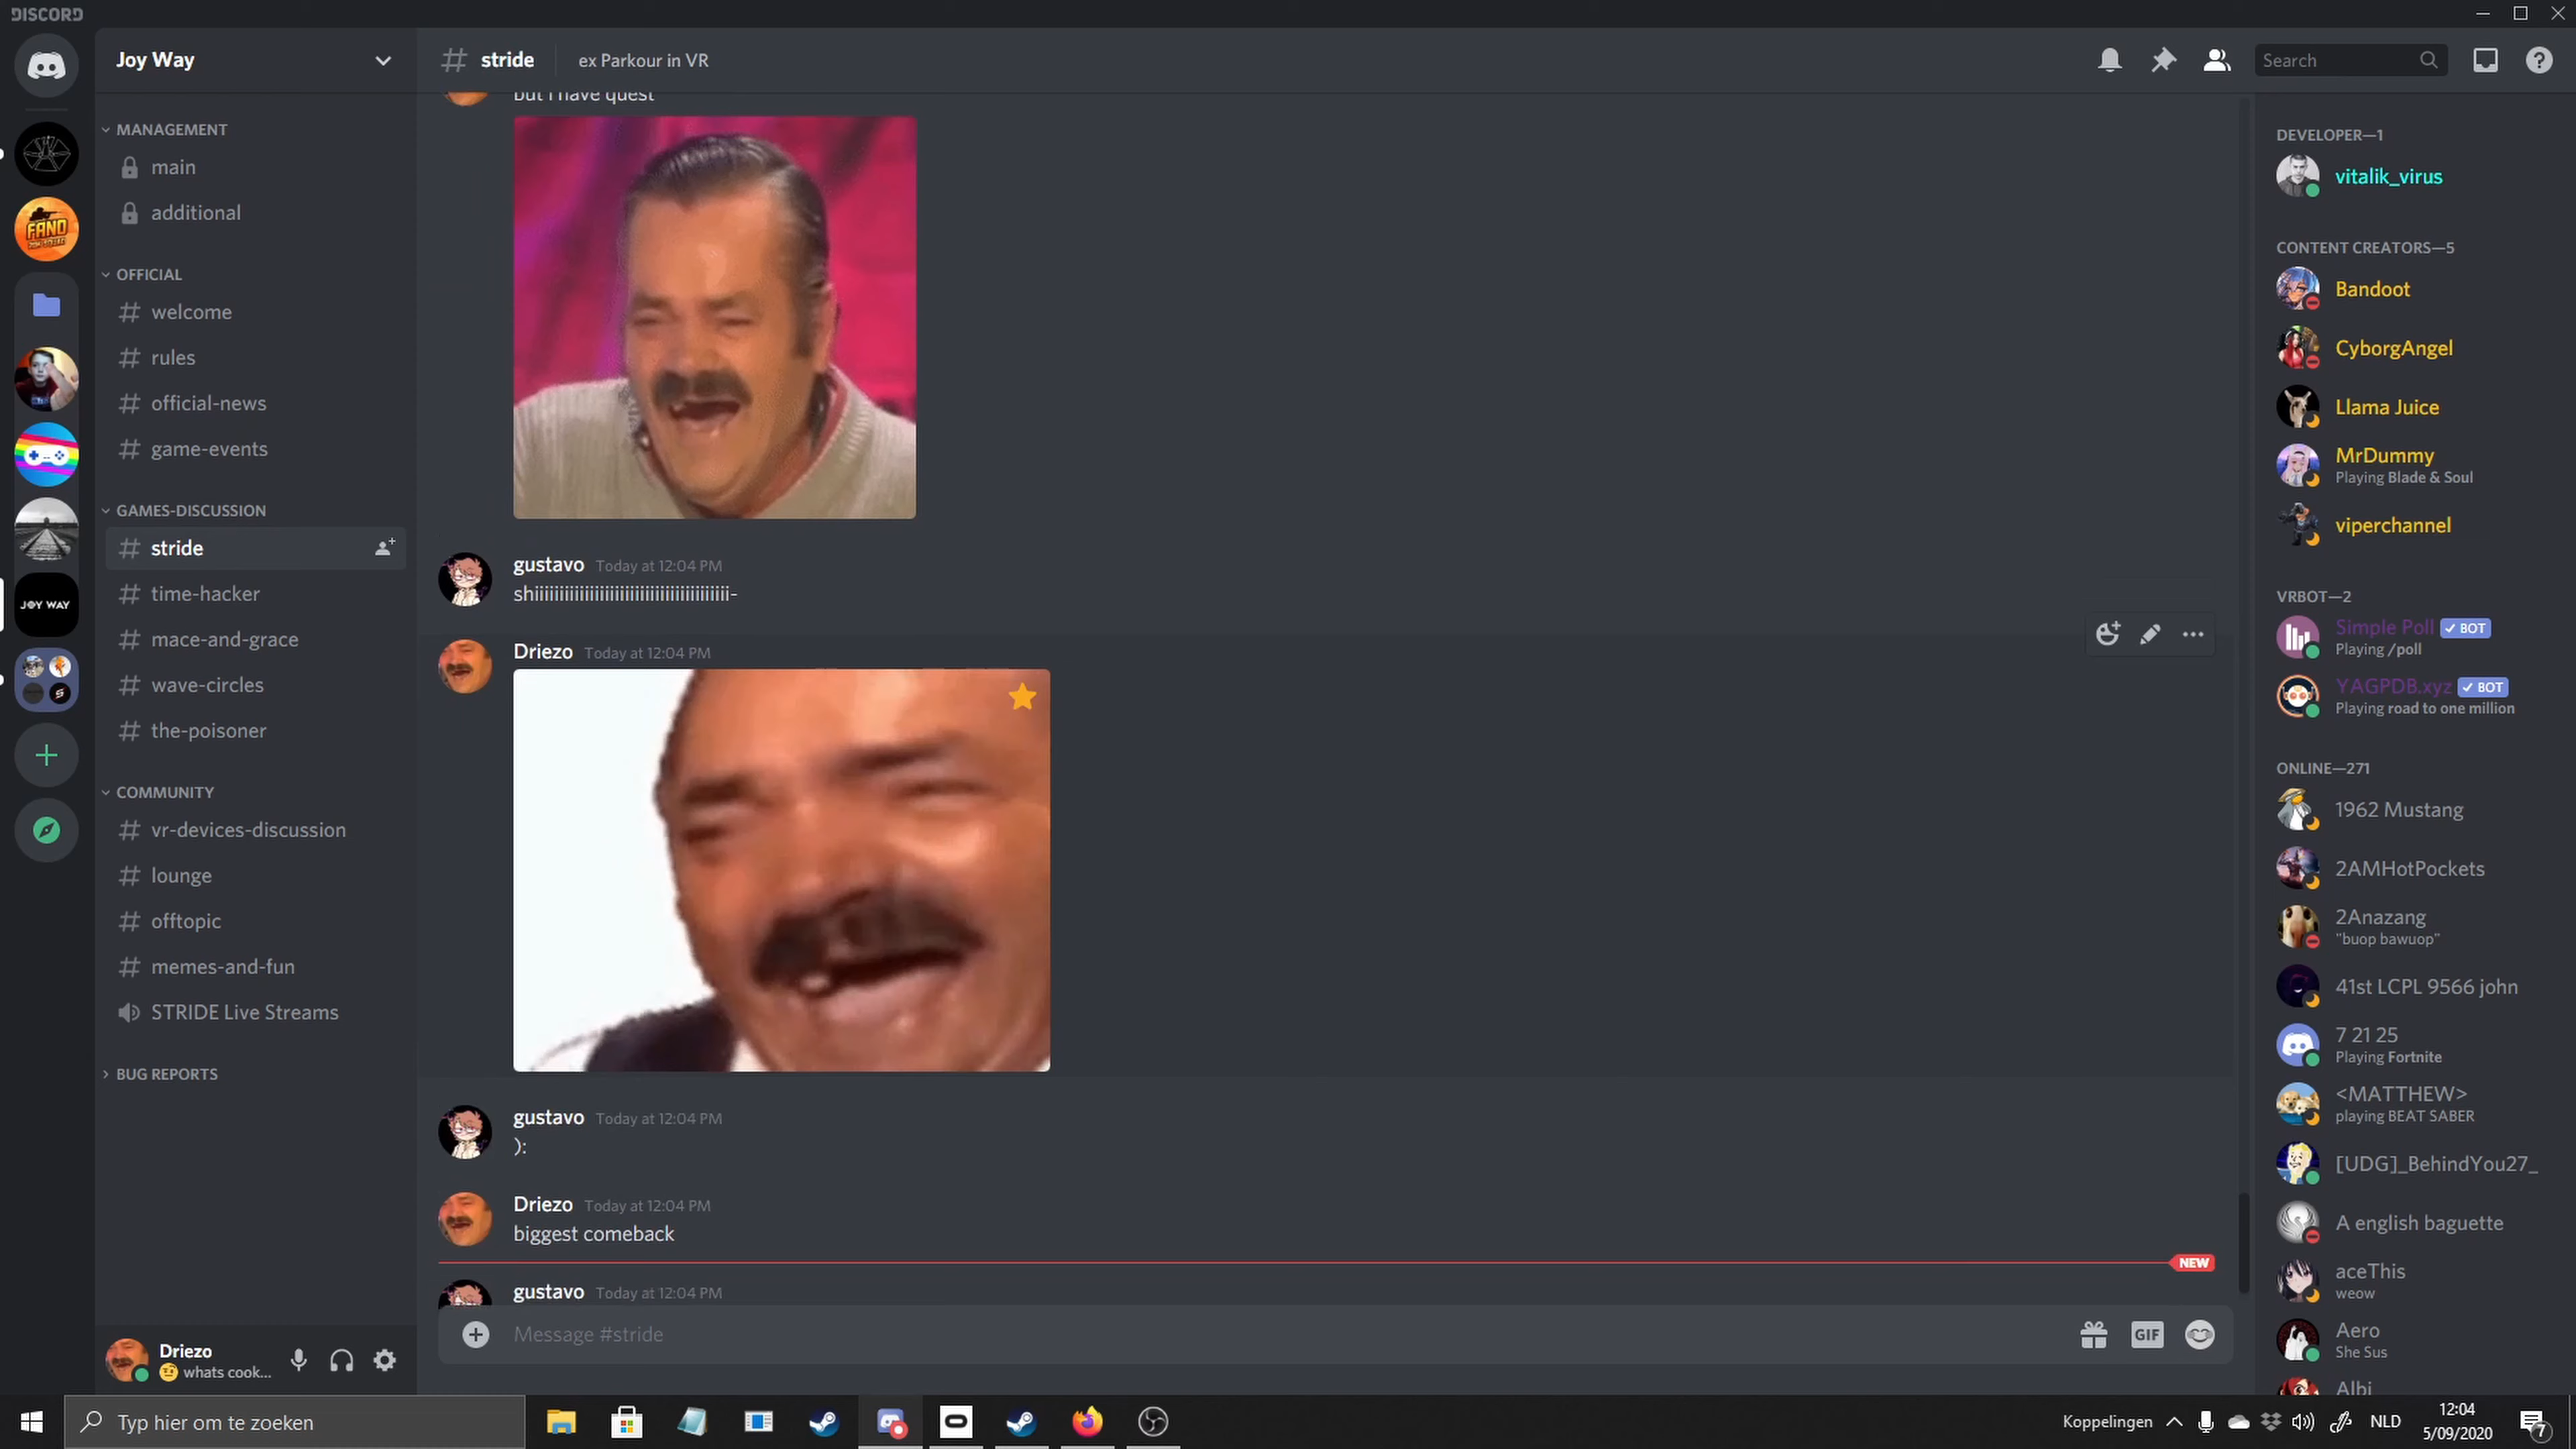 DISCORD
Joy Way
MANAGEMENT
main
additional
OFFICIAL
welcome
rules
official-news
game-events
GAMES-DISCUSSION
stride
time-hacker
mace-and-grace
wave-circles
the-poisoner
COMMUNITY
vr-devices-discussion
lounge
offtopic
memes-and-fun
STRIDE Live Streams
BUG REPORTS
FAND
JOY WAY
Driezo
whats cook...
# stride
ex Parkour in VR
Search
but i have quest
gustavo Today at 12:04 PM
shiiiiiiiiiiiiiiiiiiiiiiiiiiiiiiiiiiiiiii-
Driezo Today at 12:04 PM
gustavo Today at 12:04 PM
):
Driezo Today at 12:04 PM
biggest comeback
NEW
gustavo Today at 12:04 PM
Message #stride
GIF
DEVELOPER—1
vitalik_virus
CONTENT CREATORS—5
Bandoot
CyborgAngel
Llama Juice
MrDummy
Playing Blade & Soul
viperchannel
VRBOT—2
Simple Poll BOT
Playing /poll
YAGPDB.xyz BOT
Playing road to one million
ONLINE—271
1962 Mustang
2AMHotPockets
2Anazang
"buop bawuop"
41st LCPL 9566 john
7 21 25
Playing Fortnite
<MATTHEW>
playing BEAT SABER
[UDG]_BehindYou27_
A english baguette
aceThis
weow
Aero
She Sus
Albi
Typ hier om te zoeken
Koppelingen
NLD
12:04
5/09/2020
7